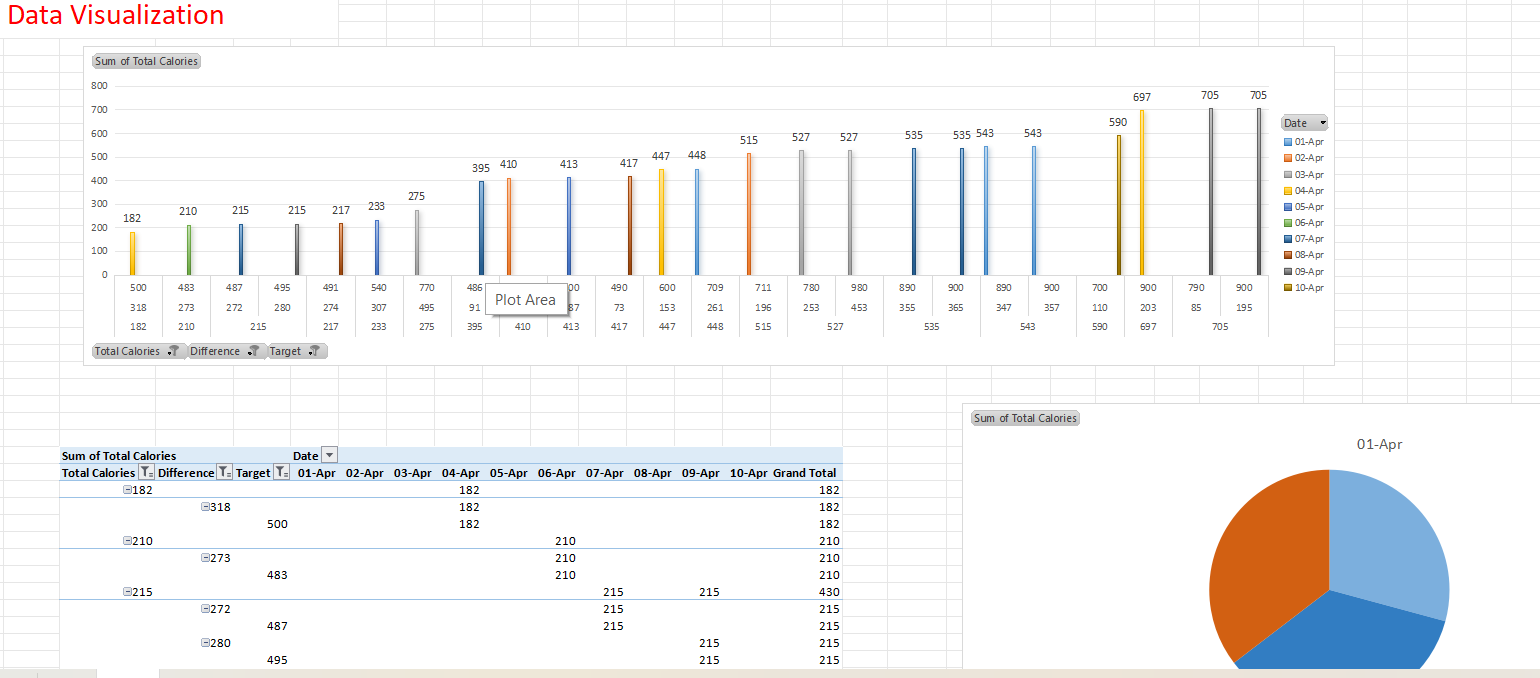 Data Visualization
Sum of Total Calories
800
700
600
500
400
300
200
100
0
182 210 215 215 217 233 275 395 410 413 417 447 448 515 527 527 535 535 543 543 590 697 705 705
500 483 487 495 491 540 770 486 490 600 709 711 780 980 890 900 890 900 700 900 790 900
318 273 272 280 274 307 495 91 73 153 261 196 253 453 355 365 347 357 110 203 85 195
182 210 215 217 233 275 395 410 413 417 447 448 515 527 535 543 590 697 705
Plot Area
Total Calories Difference Target
Date
01-Apr
02-Apr
03-Apr
04-Apr
05-Apr
06-Apr
07-Apr
08-Apr
09-Apr
10-Apr
Sum of Total Calories Date
Total Calories Difference Target 01-Apr 02-Apr 03-Apr 04-Apr 05-Apr 06-Apr 07-Apr 08-Apr 09-Apr 10-Apr Grand Total
182 182 182
318 182 182
500 182 182
210 210 210
273 210 210
483 210 210
215 215 215 430
272 215 215
487 215 215
280 215 215
495 215 215
Sum of Total Calories
01-Apr